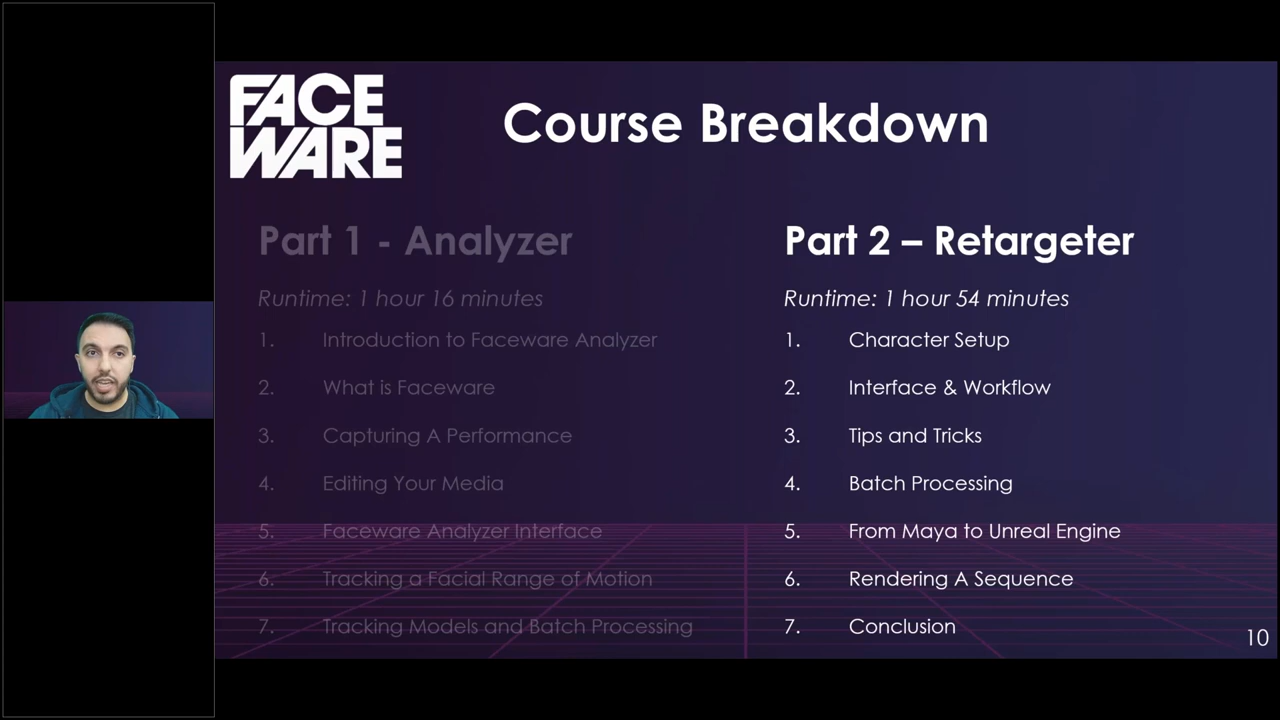 FACE
WARE
Course Breakdown
Part 1 - Analyzer
Runtime: 1 hour 16 minutes
1. Introduction to Faceware Analyzer
2. What is Faceware
3. Capturing A Performance
4. Editing Your Media
5. Faceware Analyzer Interface
6. Tracking a Facial Range of Motion
7. Tracking Models and Batch Processing
Part 2 – Retargeter
Runtime: 1 hour 54 minutes
1. Character Setup
2. Interface & Workflow
3. Tips and Tricks
4. Batch Processing
5. From Maya to Unreal Engine
6. Rendering A Sequence
7. Conclusion
10